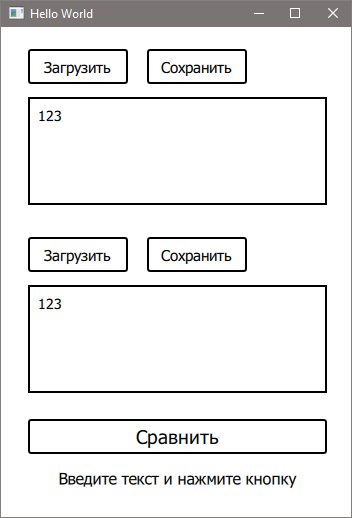 Hello World
Загрузить Сохранить
123
Загрузить Сохранить
123
Сравнить
Введите текст и нажмите кнопку